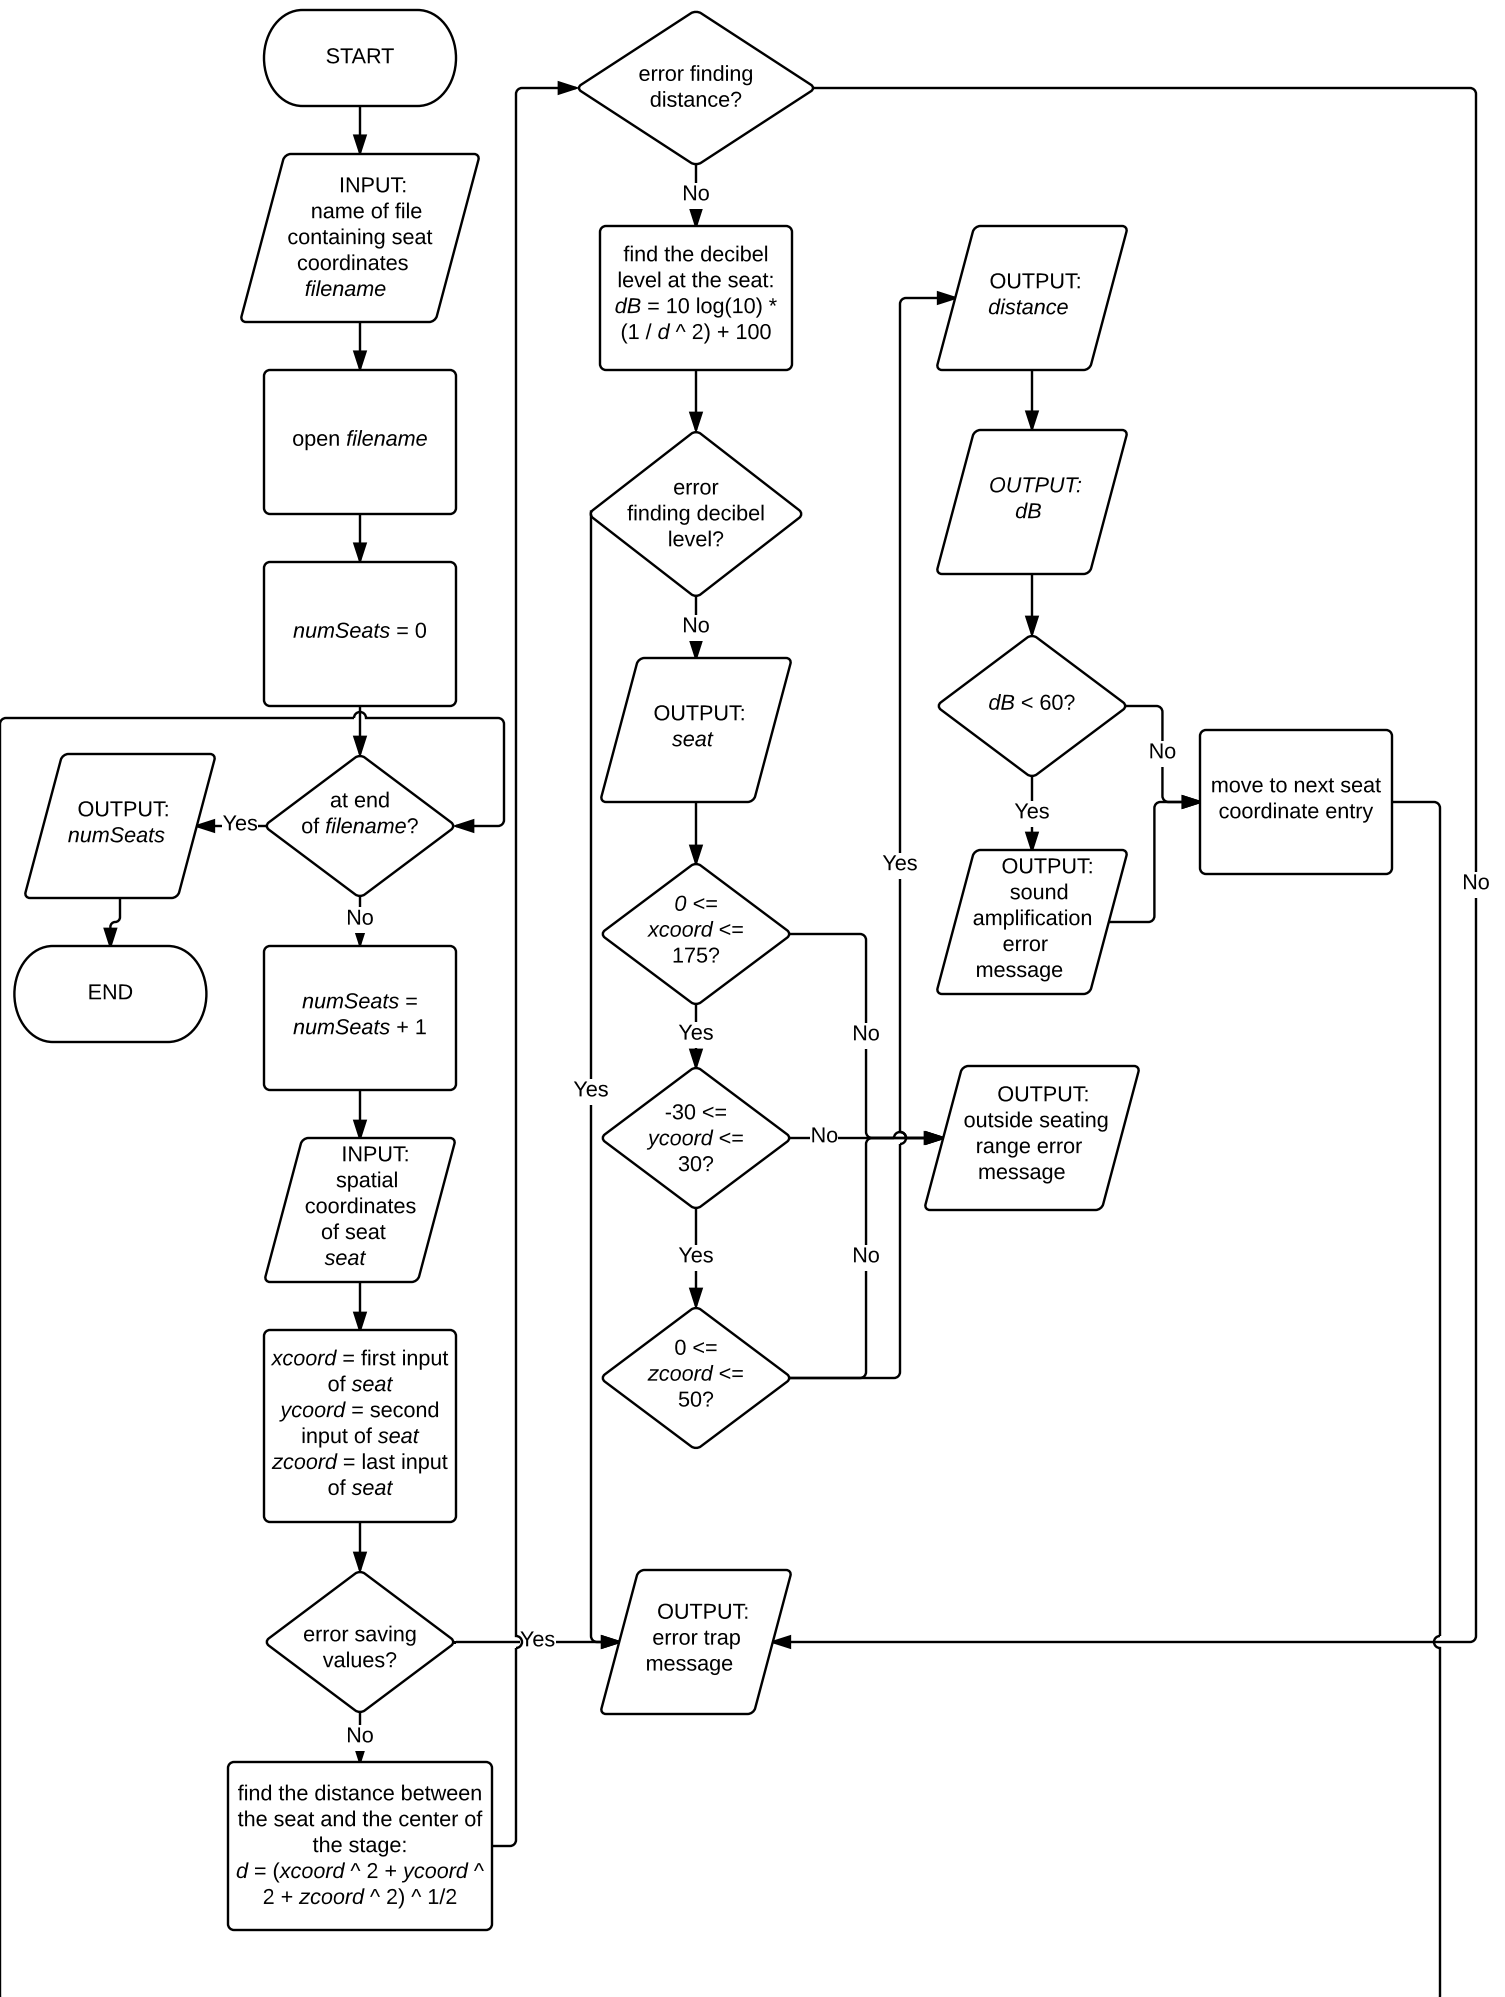 START
INPUT:
name of file
containing seat
coordinates
filename
open filename
numSeats = 0
at end
of filename?
Yes
OUTPUT:
numSeats
END
No
numSeats =
numSeats + 1
INPUT:
spatial
coordinates
of seat
seat
xcoord = first input
of seat
ycoord = second
input of seat
zcoord = last input
of seat
error saving
values?
Yes
No
find the distance between
the seat and the center of
the stage:
d = (xcoord ^ 2 + ycoord ^
2 + zcoord ^ 2) ^ 1/2
error finding
distance?
No
No
find the decibel
level at the seat:
dB = 10 log(10) *
(1 / d ^ 2) + 100
error
finding decibel
level?
Yes
No
OUTPUT:
seat
0 <=
xcoord <=
175?
No
Yes
-30 <=
ycoord <=
30?
No
Yes
0 <=
zcoord <=
50?
No
Yes
OUTPUT:
error trap
message
OUTPUT:
distance
OUTPUT:
dB
dB < 60?
No
Yes
OUTPUT:
sound
amplification
error
message
move to next seat
coordinate entry
OUTPUT:
outside seating
range error
message